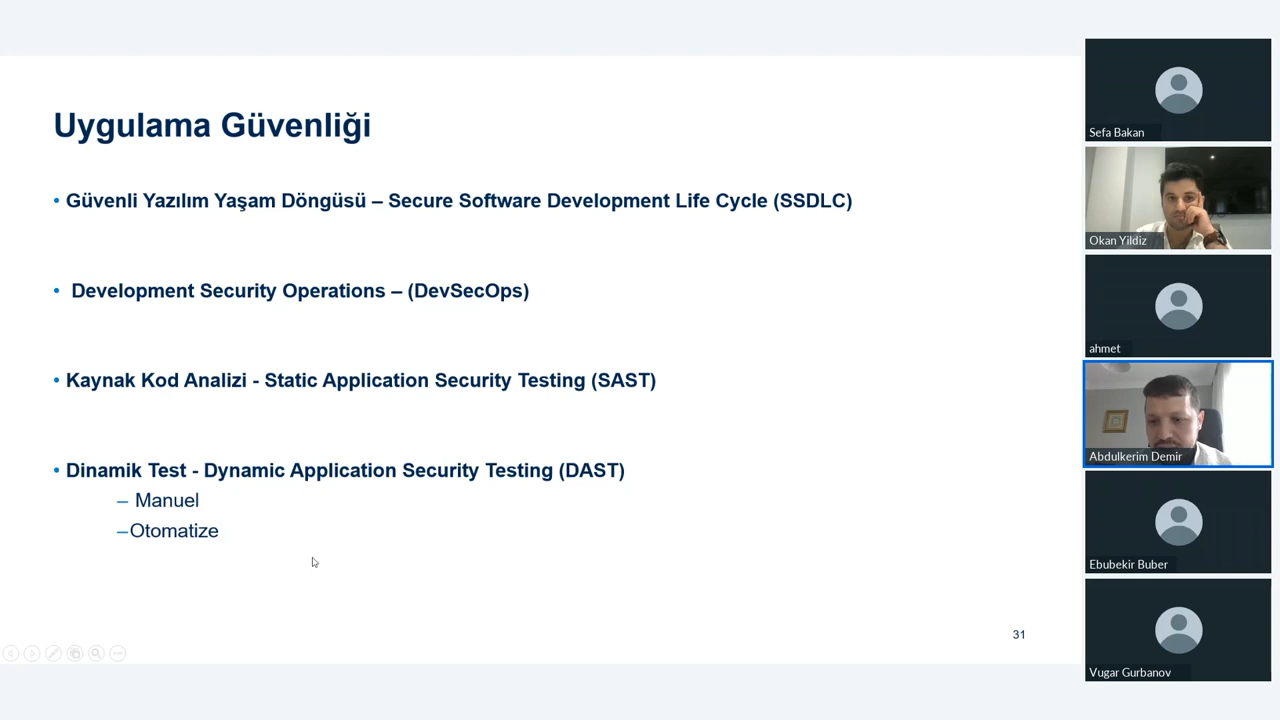 Uygulama Güvenliği
• Güvenli Yazılım Yaşam Döngüsü – Secure Software Development Life Cycle (SSDLC)
• Development Security Operations – (DevSecOps)
• Kaynak Kod Analizi - Static Application Security Testing (SAST)
• Dinamik Test - Dynamic Application Security Testing (DAST)
– Manuel
–Otomatize
31
Sefa Bakan
Okan Yildiz
ahmet
Abdulkerim Demir
Ebubekir Buber
Vugar Gurbanov